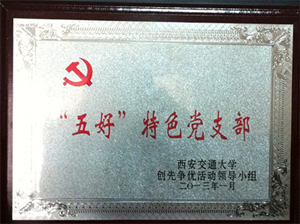 “五好”特色党支部
西安交通大学
创先争优活动领导小组
二〇一三年一月